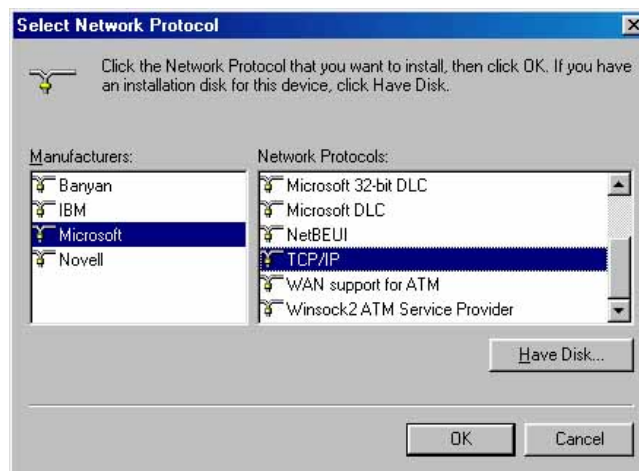 Select Network Protocol
Click the Network Protocol that you want to install, then click OK. If you have
an installation disk for this device, click Have Disk.
Manufacturers:
Banyan
IBM
Microsoft
Novell
Network Protocols:
Microsoft 32-bit DLC
Microsoft DLC
NetBEUI
TCP/IP
WAN support for ATM
Winsock2 ATM Service Provider
Have Disk...
OK
Cancel